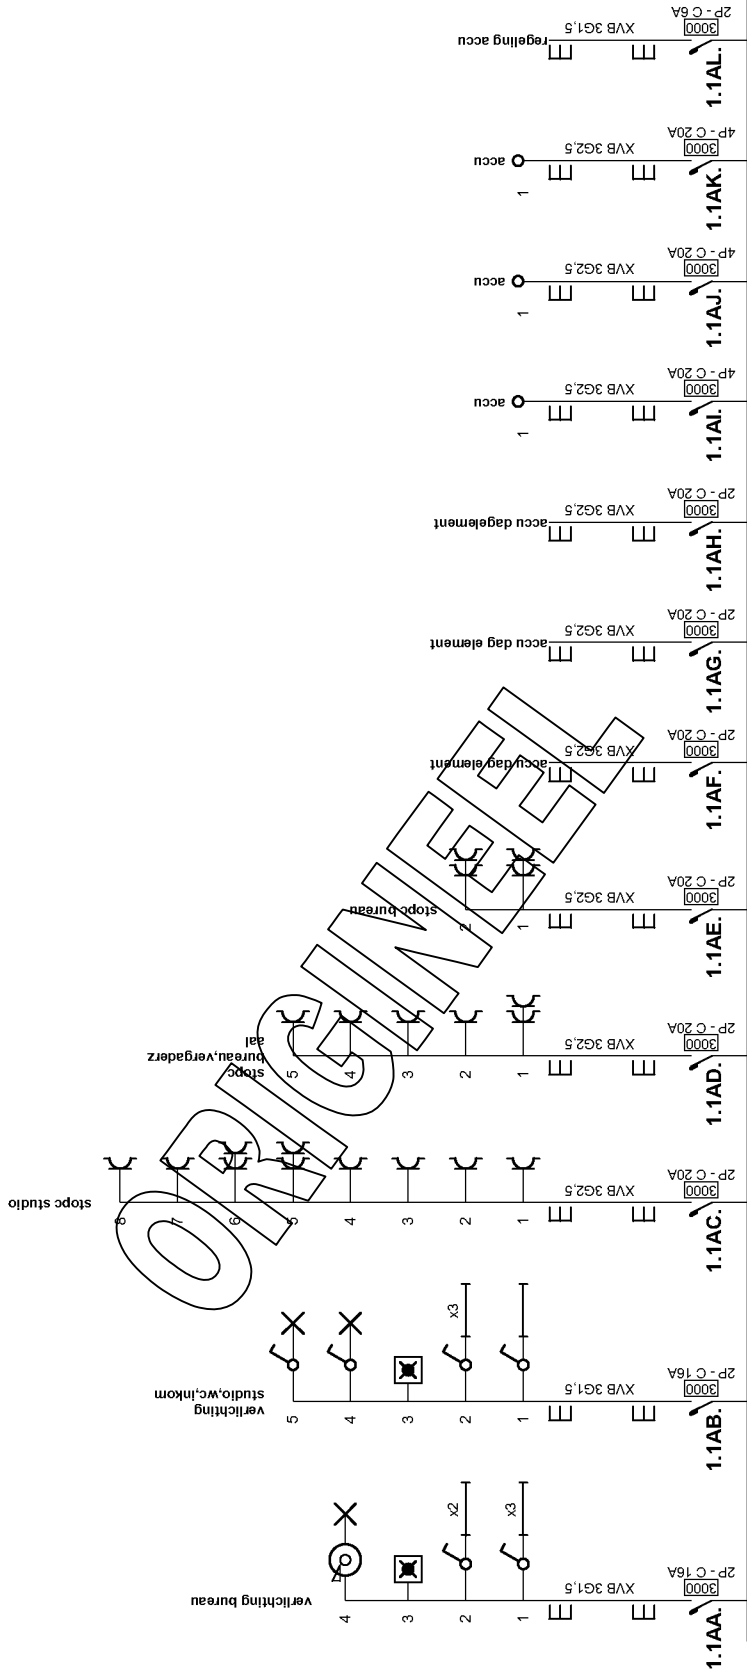 regeling accu
XVB 3G1,5
2P - C 6A
3000
1.1AL.
accu
1
XVB 3G2,5
4P - C 20A
3000
1.1AK.
accu
1
XVB 3G2,5
4P - C 20A
3000
1.1AJ.
accu
1
XVB 3G2,5
4P - C 20A
3000
1.1AI.
accu dagelement
XVB 3G2,5
2P - C 20A
3000
1.1AH.
accu dag element
XVB 3G2,5
2P - C 20A
3000
1.1AG.
accu dag element
XVB 3G2,5
2P - C 20A
3000
1.1AF.
stopc bureau
2
1
XVB 3G2,5
2P - C 20A
3000
1.1AE.
stopc
bureau,vergaderz
aal
5
4
3
2
1
XVB 3G2,5
2P - C 20A
3000
1.1AD.
stopc studio
8
7
6
5
4
3
2
1
XVB 3G2,5
2P - C 20A
3000
1.1AC.
verlichting
studio,wc,inkom
5
4
3
2
1
x3
XVB 3G1,5
2P - C 16A
3000
1.1AB.
verlichting bureau
4
3
2
1
x2
x3
XVB 3G1,5
2P - C 16A
3000
1.1AA.
ORIGINEEL